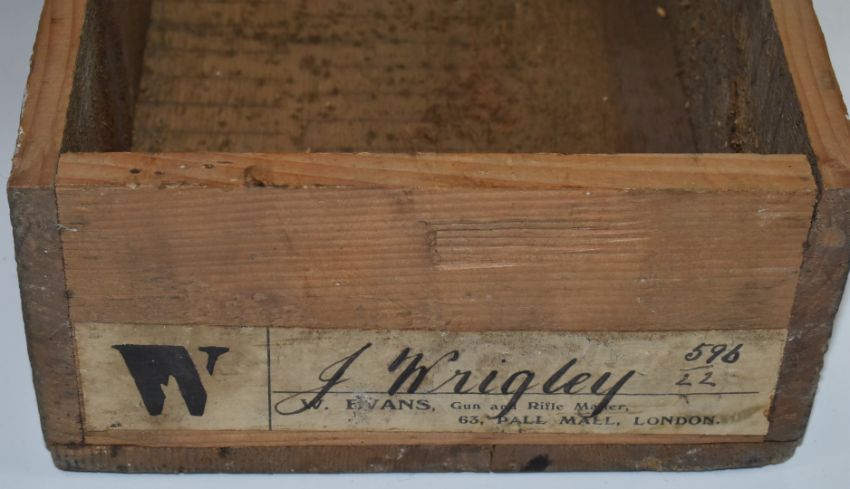 W
J Wrigley 596
22
W. EVANS, Gun and Rifle Maker,
63, PALL MALL, LONDON.